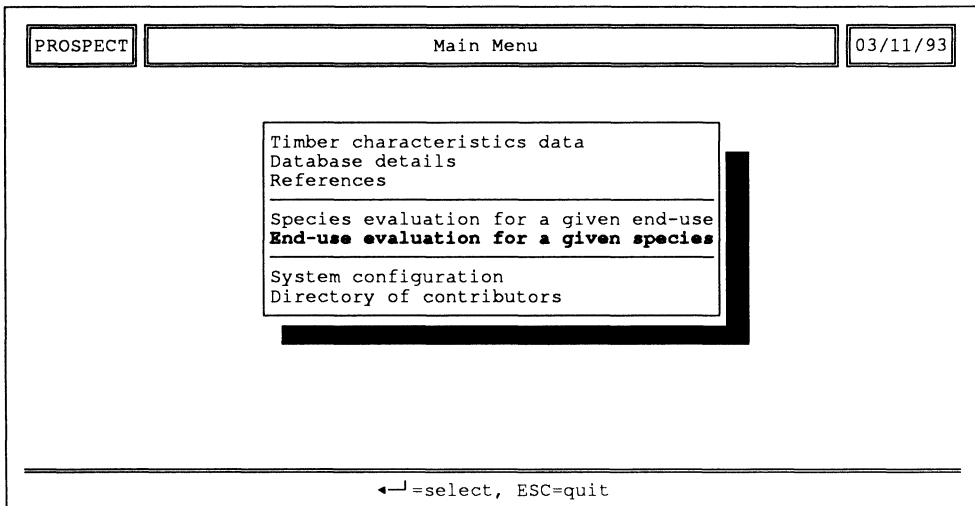 PROSPECT Main Menu 03/11/93
Timber characteristics data
Database details
References
Species evaluation for a given end-use
End-use evaluation for a given species
System configuration
Directory of contributors
◄─┘=select, ESC=quit